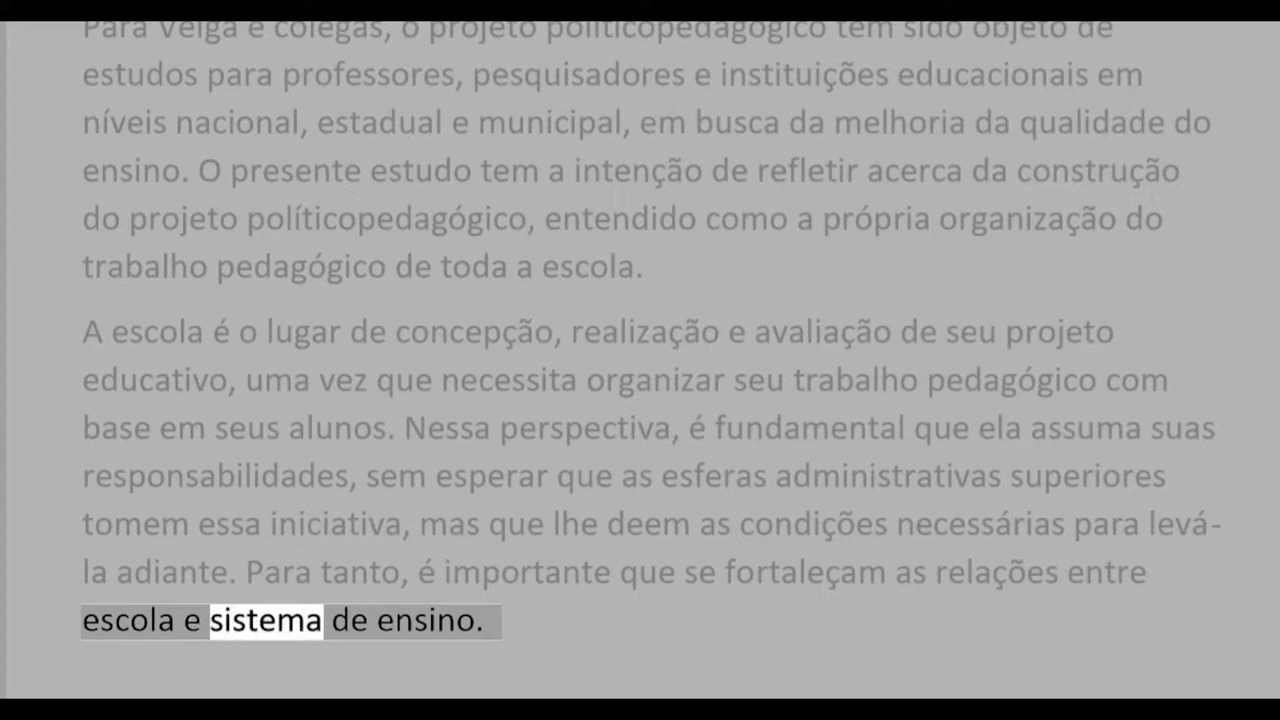 Para Veiga e colegas, o projeto políticopedagógico tem sido objeto de
estudos para professores, pesquisadores e instituições educacionais em
níveis nacional, estadual e municipal, em busca da melhoria da qualidade do
ensino. O presente estudo tem a intenção de refletir acerca da construção
do projeto políticopedagógico, entendido como a própria organização do
trabalho pedagógico de toda a escola.
A escola é o lugar de concepção, realização e avaliação de seu projeto
educativo, uma vez que necessita organizar seu trabalho pedagógico com
base em seus alunos. Nessa perspectiva, é fundamental que ela assuma suas
responsabilidades, sem esperar que as esferas administrativas superiores
tomem essa iniciativa, mas que lhe deem as condições necessárias para levá-
la adiante. Para tanto, é importante que se fortaleçam as relações entre
escola e sistema de ensino.